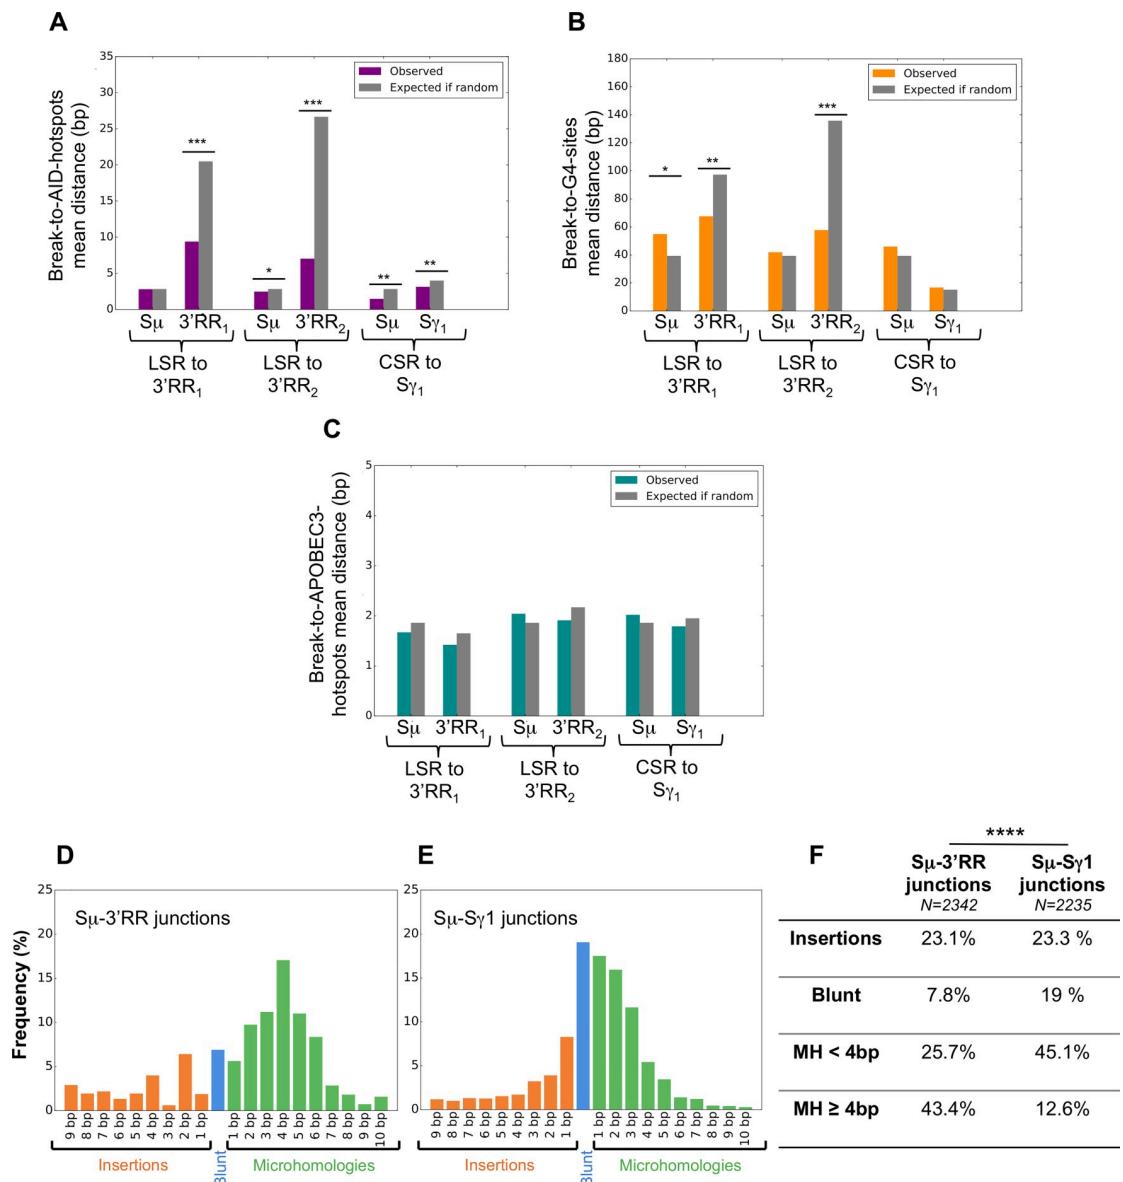 A
Break-to-AID-hotspots
mean distance (bp)
35
30
25
20
15
10
5
0
Observed
Expected if random
***
***
*
**
**
Sμ 3'RR1 Sμ 3'RR2 Sμ Sγ1
LSR to
3'RR1
LSR to
3'RR2
CSR to
Sγ1
B
Break-to-G4-sites
mean distance (bp)
180
160
140
120
100
80
60
40
20
0
Observed
Expected if random
*
**
***
Sμ 3'RR1 Sμ 3'RR2 Sμ Sγ1
LSR to
3'RR1
LSR to
3'RR2
CSR to
Sγ1
C
Break-to-APOBEC3-
hotspots mean distance (bp)
5
4
3
2
1
0
Observed
Expected if random
Sμ 3'RR1 Sμ 3'RR2 Sμ Sγ1
LSR to
3'RR1
LSR to
3'RR2
CSR to
Sγ1
D
Frequency (%)
25
20
15
10
5
0
Sμ-3'RR junctions
9 bp 8 bp 7 bp 6 bp 5 bp 4 bp 3 bp 2 bp 1 bp Blunt 1 bp 2 bp 3 bp 4 bp 5 bp 6 bp 7 bp 8 bp 9 bp 10 bp
Insertions Microhomologies
E
25
20
15
10
5
0
Sμ-Sγ1 junctions
9 bp 8 bp 7 bp 6 bp 5 bp 4 bp 3 bp 2 bp 1 bp Blunt 1 bp 2 bp 3 bp 4 bp 5 bp 6 bp 7 bp 8 bp 9 bp 10 bp
Insertions Microhomologies
F
****
Sμ-3'RR Sμ-Sγ1
junctions junctions
N=2342 N=2235
Insertions 23.1% 23.3 %
Blunt 7.8% 19 %
MH < 4bp 25.7% 45.1%
MH ≥ 4bp 43.4% 12.6%